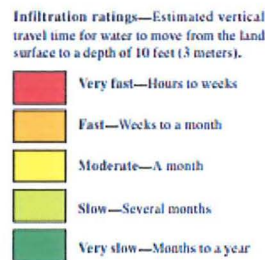 Infiltration ratings—Estimated vertical
travel time for water to move from the land
surface to a depth of 10 feet (3 meters).
Very fast—Hours to weeks
Fast—Weeks to a month
Moderate—A month
Slow—Several months
Very slow—Months to a year